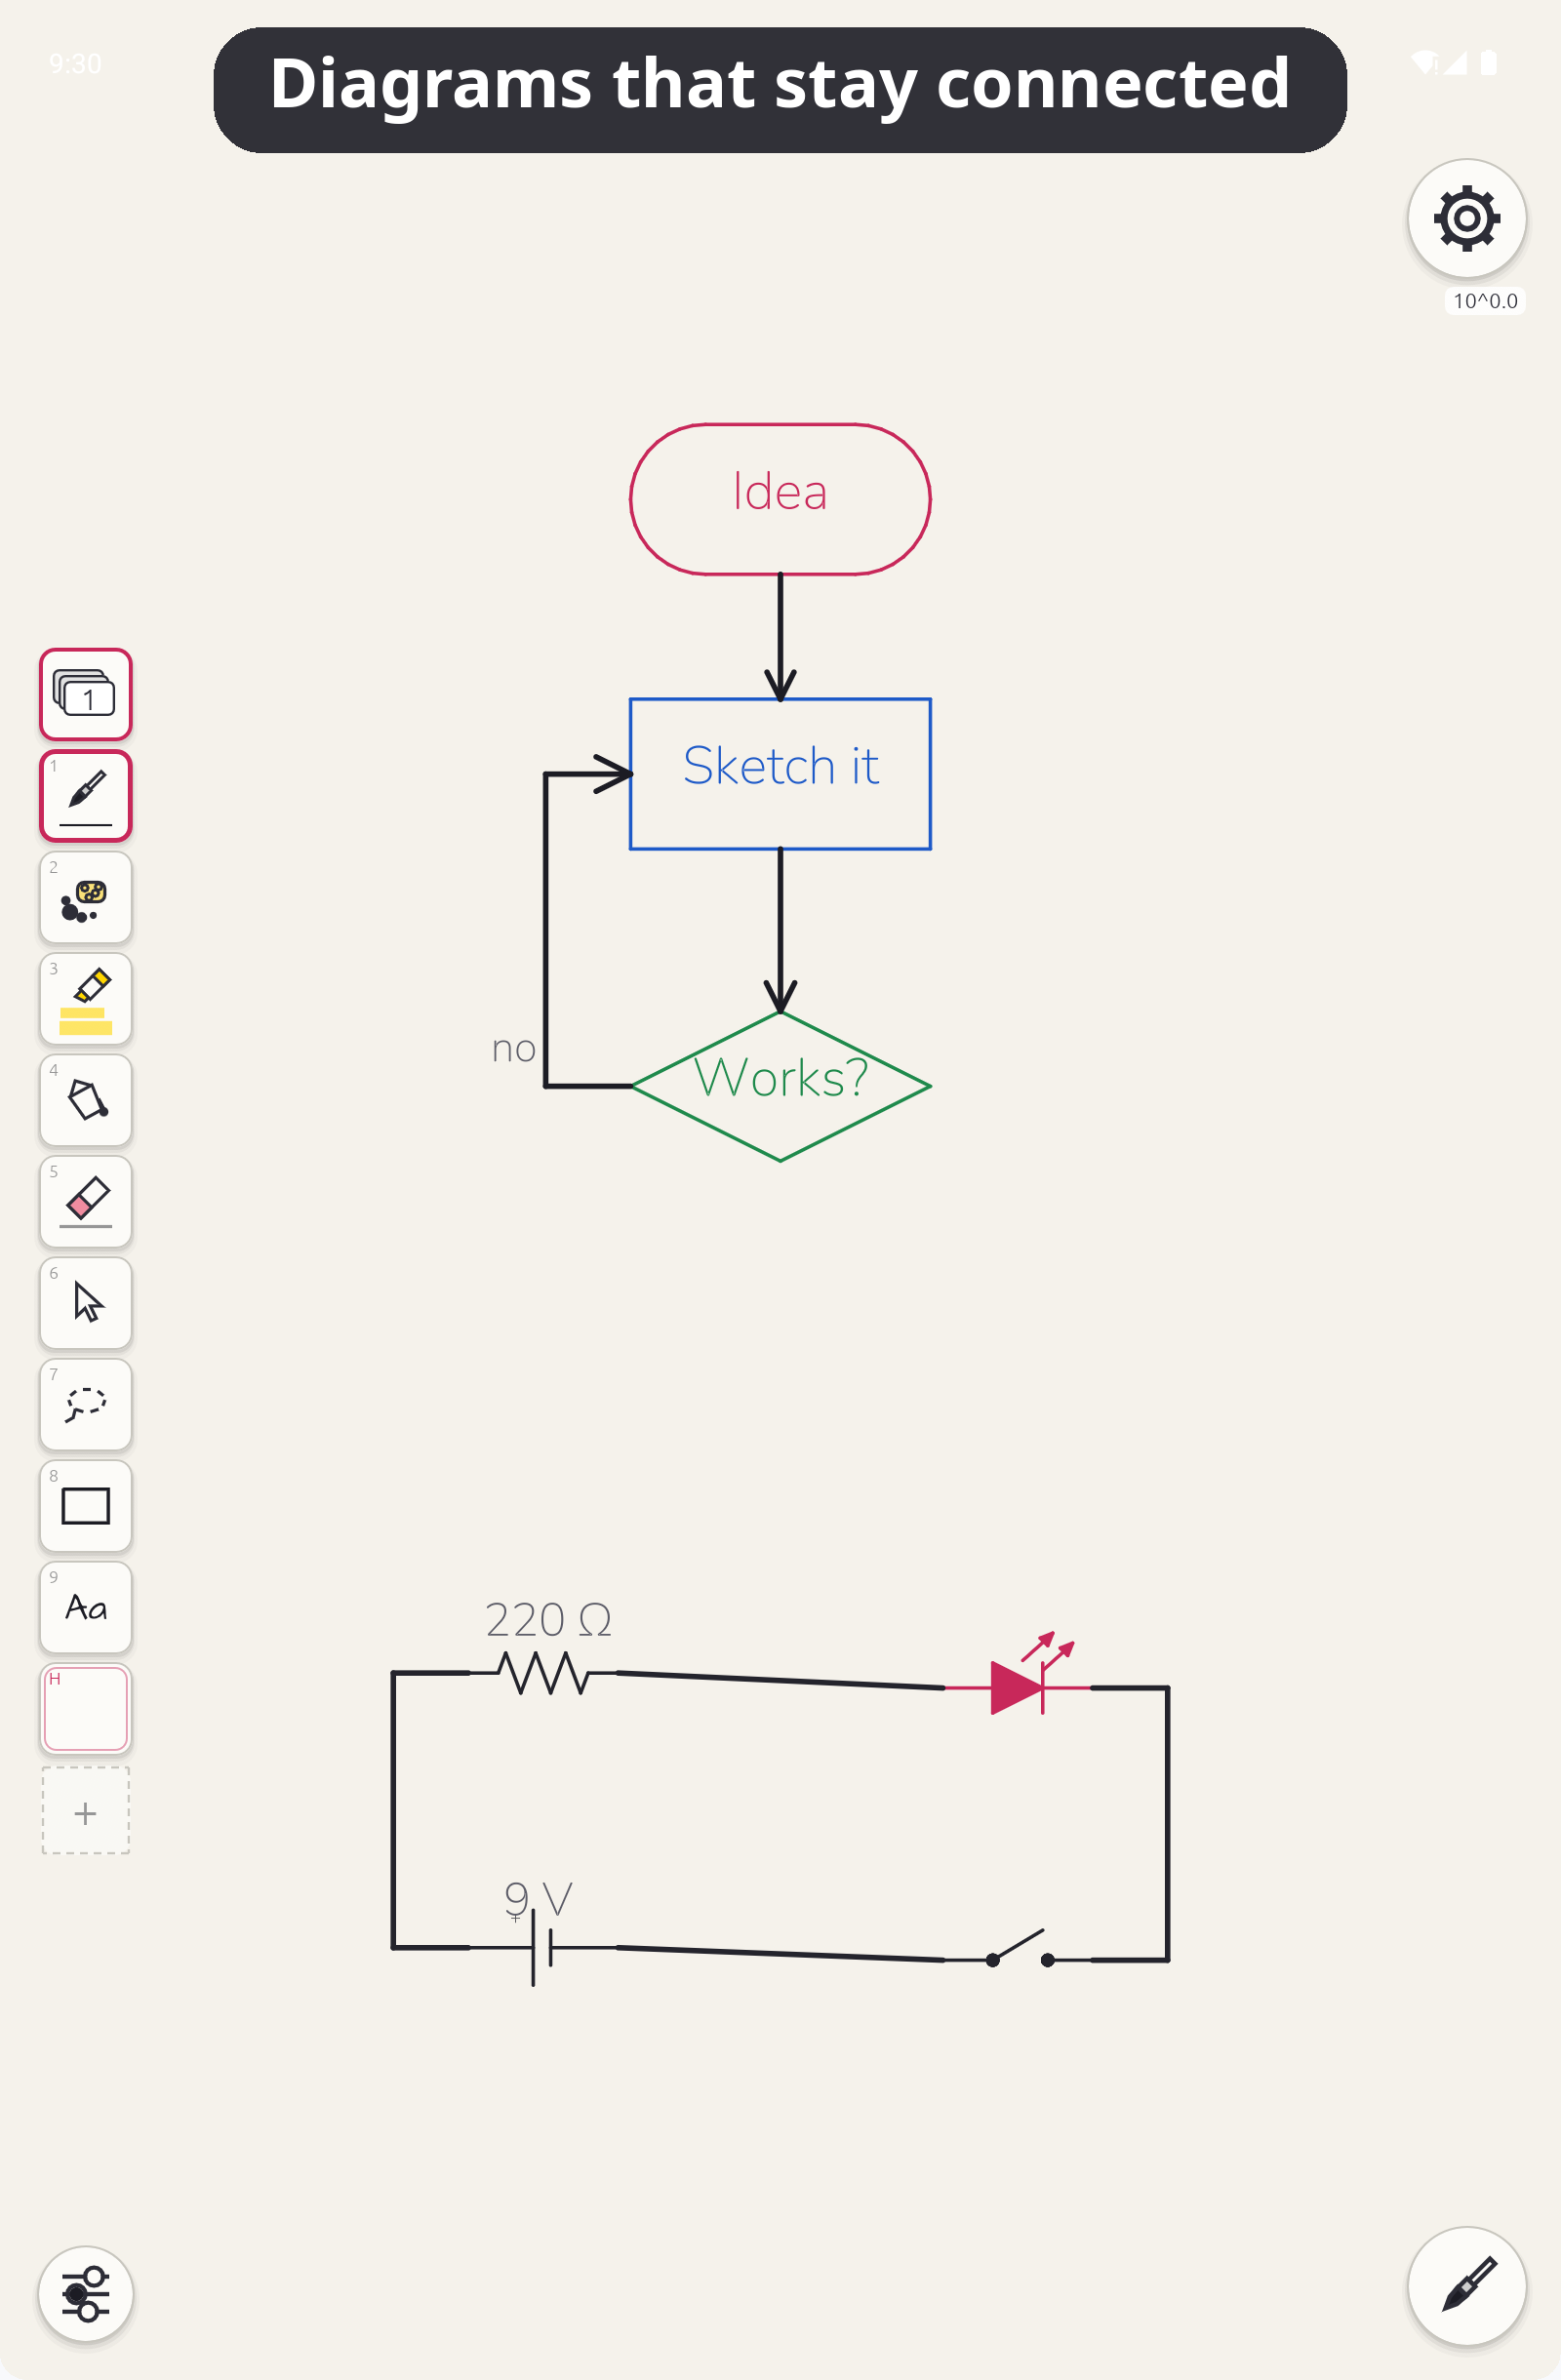 9:30
Diagrams that stay connected
10^0.0
Idea
1
1
Sketch it
2
3
no
Works?
4
5
6
7
8
220 Ω
9
Aa
H
+
9 V
+